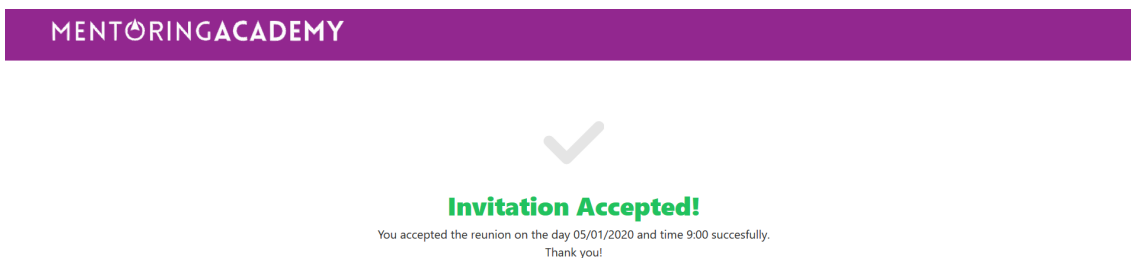 MENTORINGACADEMY
Invitation Accepted!
You accepted the reunion on the day 05/01/2020 and time 9:00 succesfully.
Thank you!